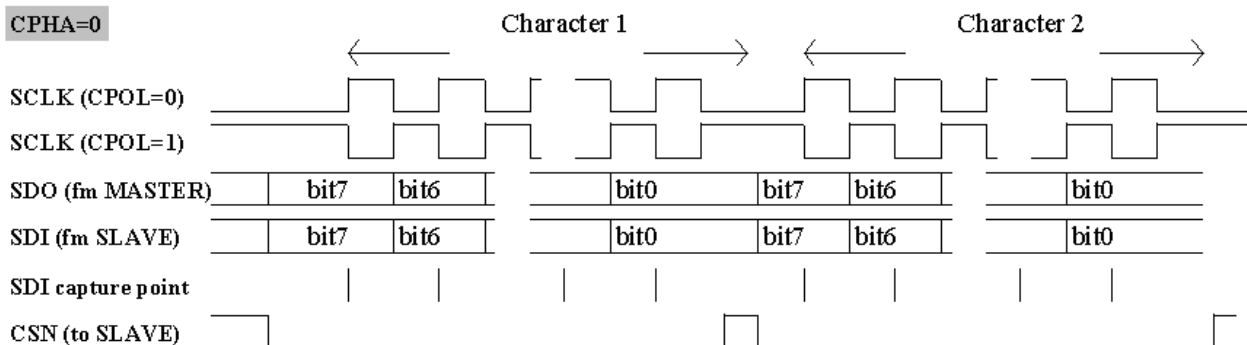 CPHA=0 Character 1 Character 2
SCLK (CPOL=0)
SCLK (CPOL=1)
SDO (fm MASTER) bit7 bit6 bit0 bit7 bit6 bit0
SDI (fm SLAVE) bit7 bit6 bit0 bit7 bit6 bit0
SDI capture point
CSN (to SLAVE)